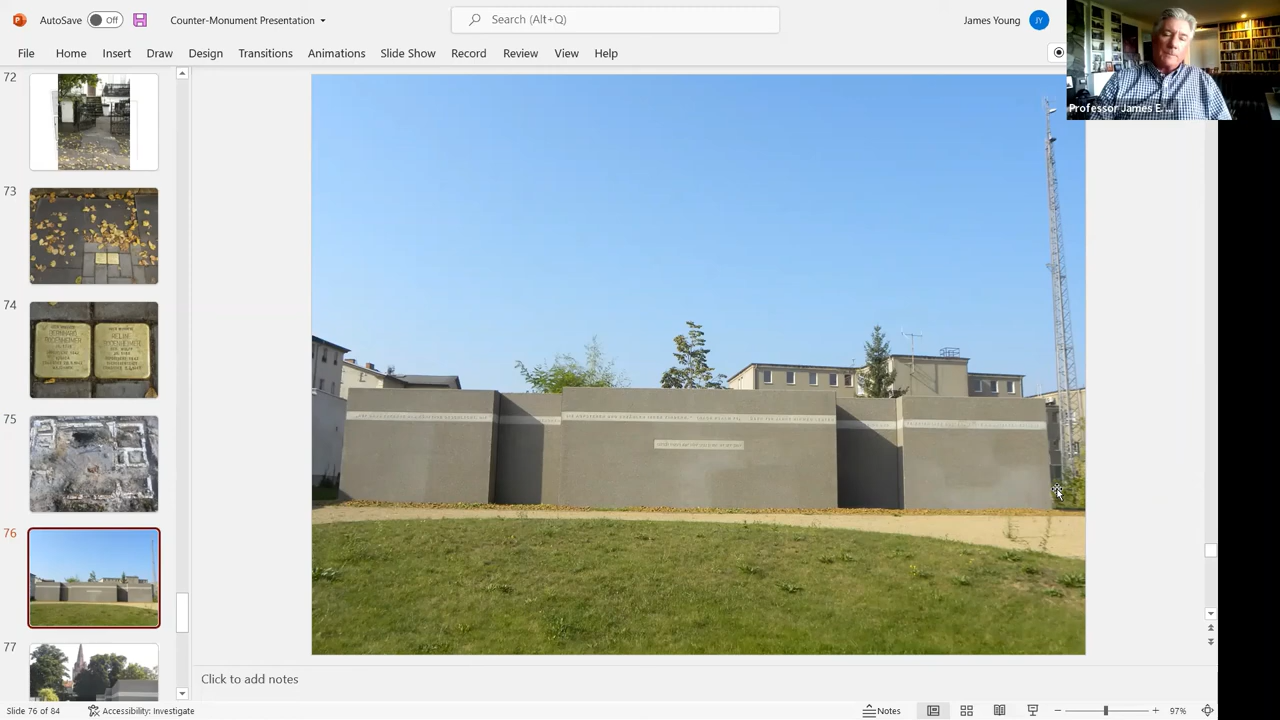 AutoSave
Off
Counter-Monument Presentation
Search (Alt+Q)
James Young
JY
File
Home
Insert
Draw
Design
Transitions
Animations
Slide Show
Record
Review
View
Help
Professor James E. ...
72
73
74
75
76
77
Click to add notes
Slide 76 of 84
Accessibility: Investigate
Notes
97%